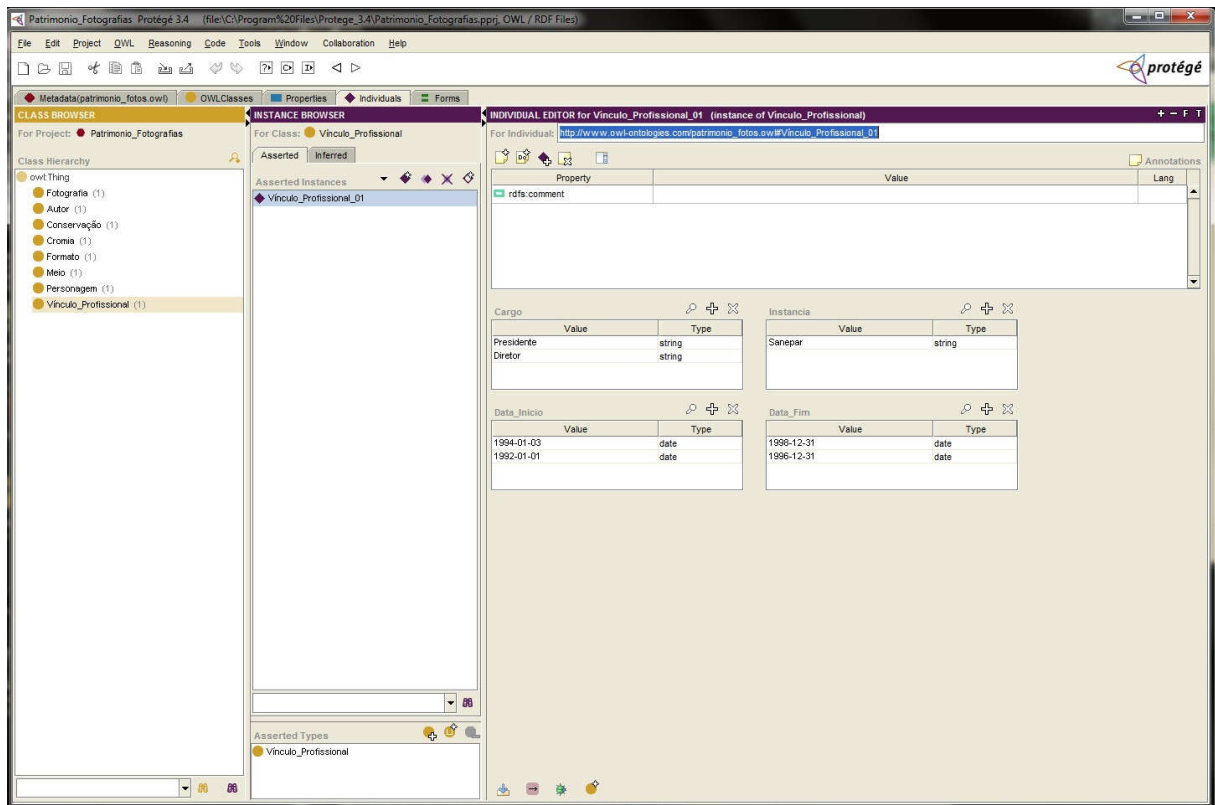 Patrimonio_Fotografias Protégé 3.4 (file:\C:\Program%20Files\Protege_3.4\Patrimonio_Fotografias.pprj, OWL / RDF Files)
File Edit Project OWL Reasoning Code Tools Window Collaboration Help
protégé
Metadata(patrimonio_fotos.owl) OWLClasses Properties Individuals Forms
CLASS BROWSER
For Project: Patrimonio_Fotografias
Class Hierarchy
owl:Thing
Fotografia (1)
Autor (1)
Conservação (1)
Cromia (1)
Formato (1)
Meio (1)
Personagem (1)
Vínculo_Profissional (1)
INSTANCE BROWSER
For Class: Vínculo_Profissional
Asserted Inferred
Asserted Instances
Vínculo_Profissional_01
Asserted Types
Vínculo_Profissional
INDIVIDUAL EDITOR for Vínculo_Profissional_01 (instance of Vínculo_Profissional)
+ − F T
For Individual: http://www.owl-ontologies.com/patrimonio_fotos.owl#Vínculo_Profissional_01
Annotations
Property Value Lang
rdfs:comment
Cargo
Value Type
Presidente string
Diretor string
Instancia
Value Type
Sanepar string
Data_Inicio
Value Type
1994-01-03 date
1992-01-01 date
Data_Fim
Value Type
1998-12-31 date
1996-12-31 date